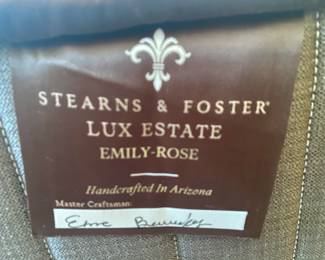 STEARNS & FOSTER®
LUX ESTATE
EMILY-ROSE
Handcrafted In Arizona
Master Craftsman: